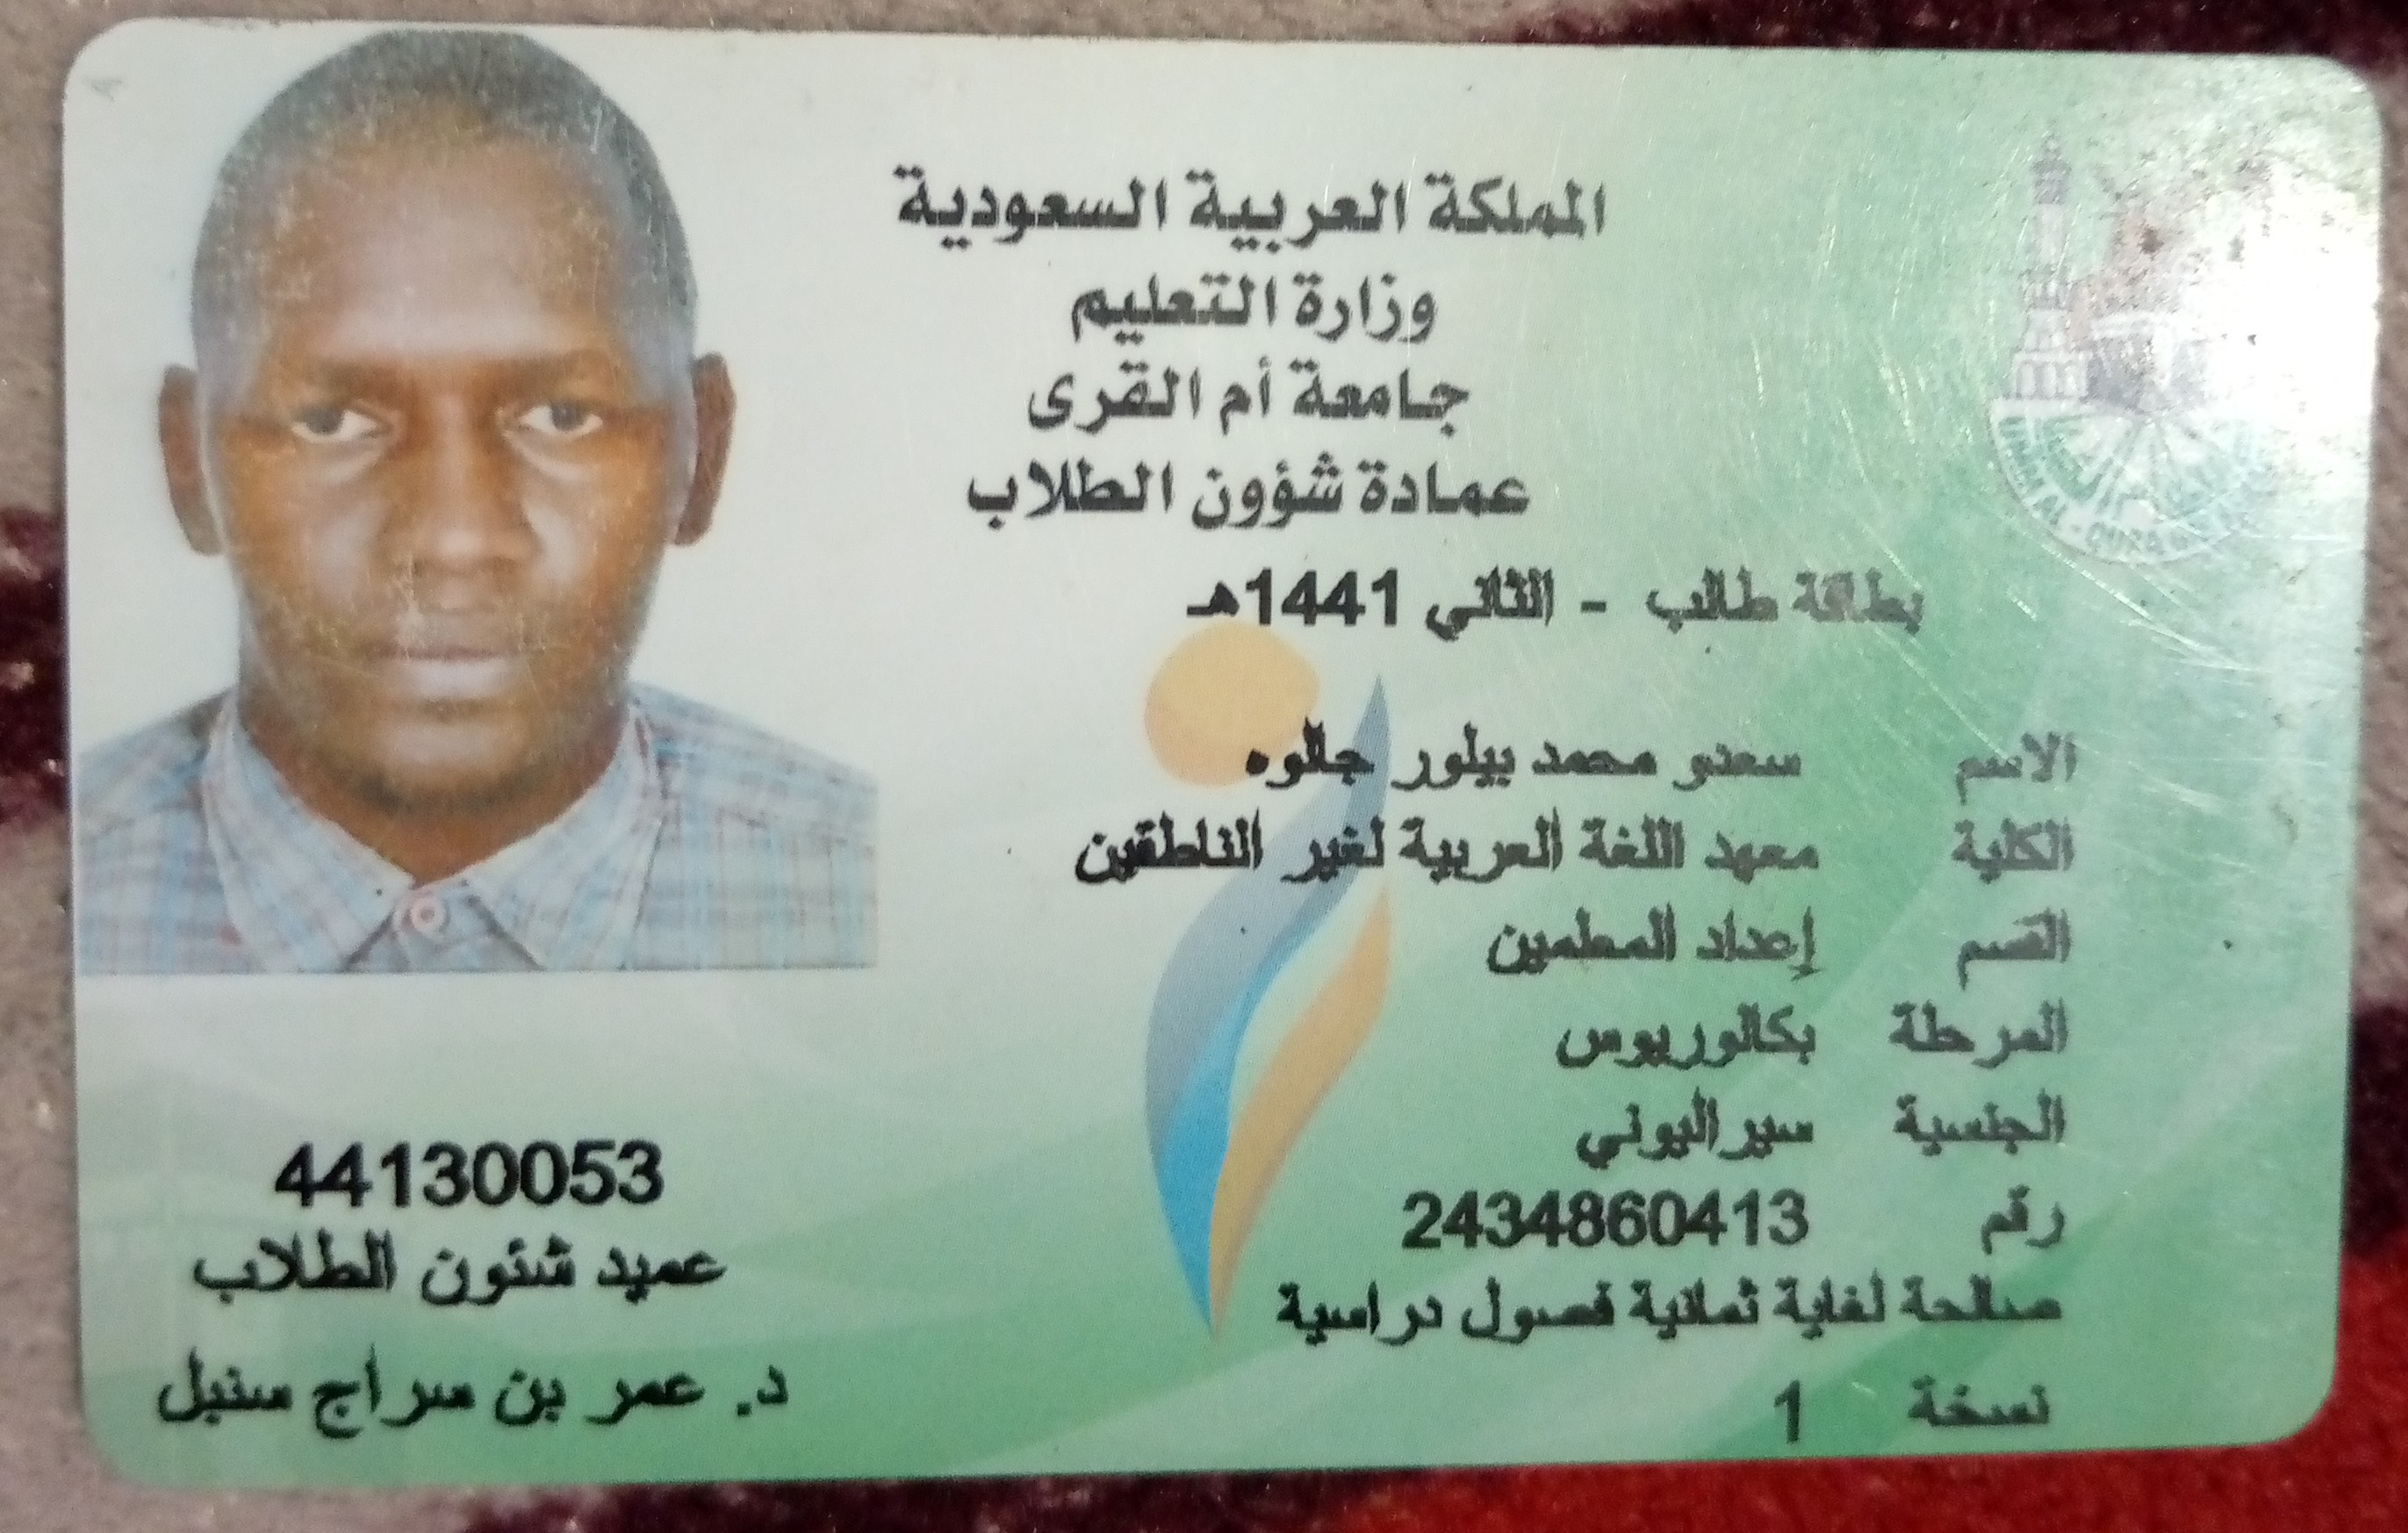 المملكة العربية السعودية
وزارة التعليم
جامعة أم القرى
عمادة شؤون الطلاب
بطاقة طالب - الثاني 1441هـ
الاسم سعدو محمد بيلور جالوه
الكلية معهد اللغة العربية لغير الناطقين
القسم إعداد المعلمين
المرحلة بكالوريوس
الجنسية سيراليوني
رقم 2434860413
صالحة لغاية ثمانية فصول دراسية
نسخة 1
44130053
عميد شئون الطلاب
د. عمر بن سراج سنبل
UMM AL-QURA